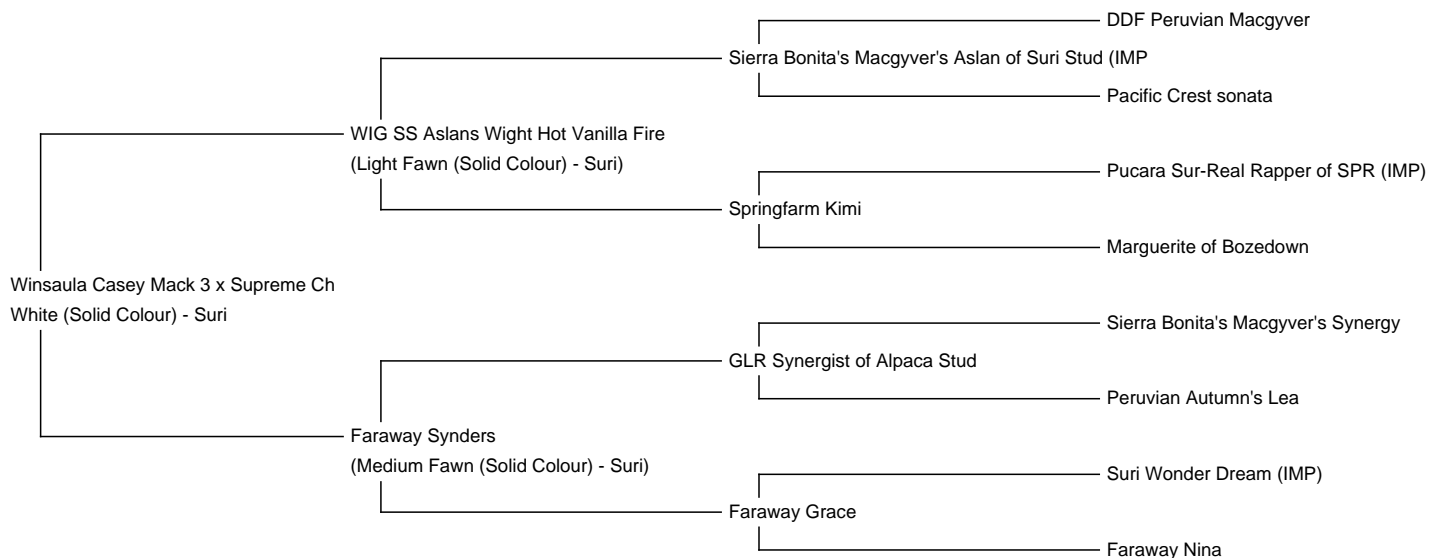 DDF Peruvian Macgyver
Sierra Bonita's Macgyver's Aslan of Suri Stud (IMP
Pacific Crest sonata
WIG SS Aslans Wight Hot Vanilla Fire
(Light Fawn (Solid Colour) - Suri)
Pucara Sur-Real Rapper of SPR (IMP)
Springfarm Kimi
Marguerite of Bozedown
Winsaula Casey Mack 3 x Supreme Ch
White (Solid Colour) - Suri
Sierra Bonita's Macgyver's Synergy
GLR Synergist of Alpaca Stud
Peruvian Autumn's Lea
Faraway Synders
(Medium Fawn (Solid Colour) - Suri)
Suri Wonder Dream (IMP)
Faraway Grace
Faraway Nina